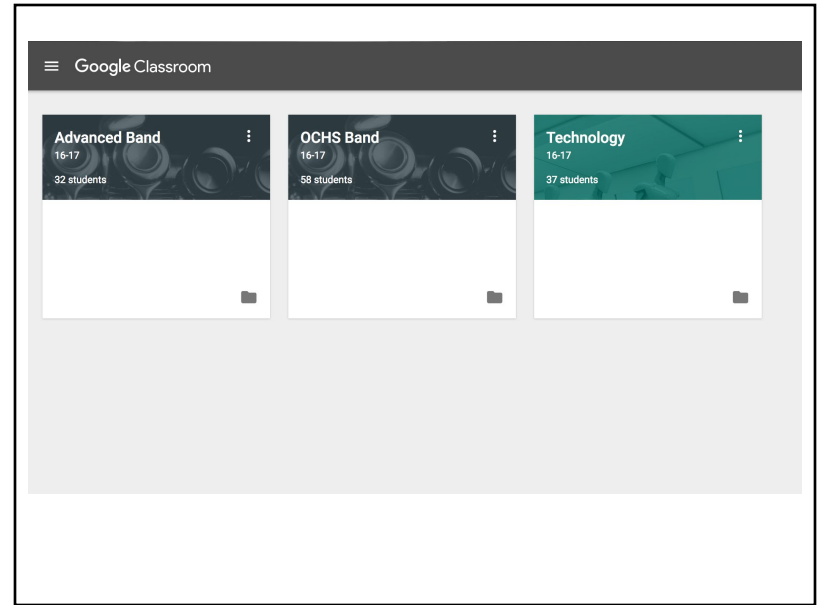 Google Classroom
Advanced Band
16-17
32 students
OCHS Band
16-17
58 students
Technology
16-17
37 students